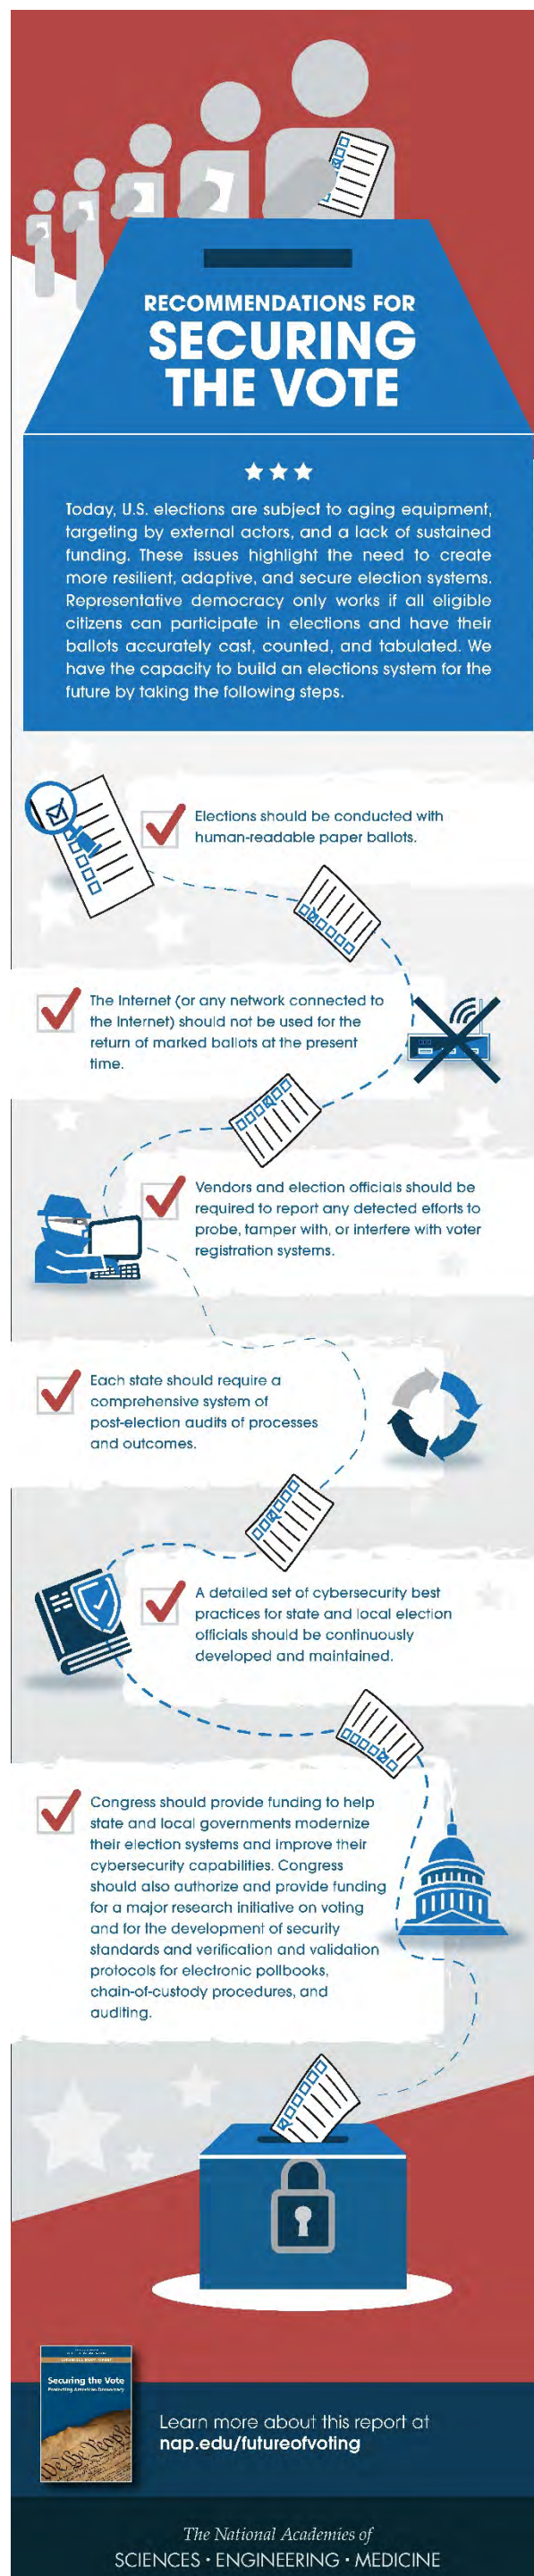 RECOMMENDATIONS FOR
SECURING
THE VOTE
Today, U.S. elections are subject to aging equipment,
targeting by external actors, and a lack of sustained
funding. These issues highlight the need to create
more resilient, adaptive, and secure election systems.
Representative democracy only works if all eligible
citizens can participate in elections and have their
ballots accurately cast, counted, and tabulated. We
have the capacity to build an elections system for the
future by taking the following steps.
Elections should be conducted with
human-readable paper ballots.
The Internet (or any network connected to
the Internet) should not be used for the
return of marked ballots at the present
time.
Vendors and election officials should be
required to report any detected efforts to
probe, tamper with, or interfere with voter
registration systems.
Each state should require a
comprehensive system of
post-election audits of processes
and outcomes.
A detailed set of cybersecurity best
practices for state and local election
officials should be continuously
developed and maintained.
Congress should provide funding to help
state and local governments modernize
their election systems and improve their
cybersecurity capabilities. Congress
should also authorize and provide funding
for a major research initiative on voting
and for the development of security
standards and verification and validation
protocols for electronic pollbooks,
chain-of-custody procedures, and
auditing.
Securing the Vote
Protecting American Democracy
We the People
Learn more about this report at
nap.edu/futureofvoting
The National Academies of
SCIENCES • ENGINEERING • MEDICINE